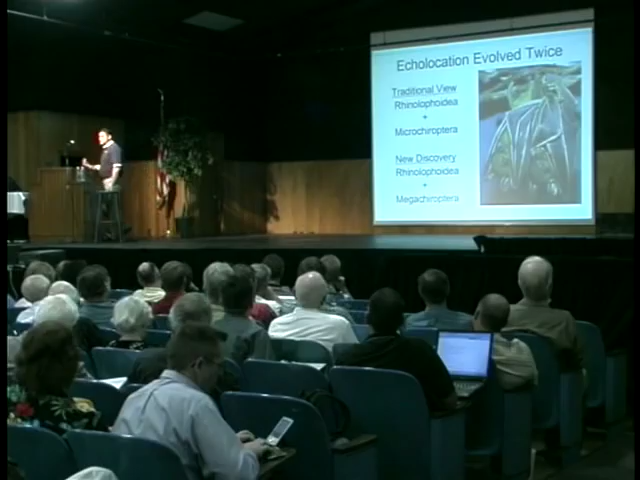 Echolocation Evolved Twice
Traditional View
Rhinolophoidea
+
Microchiroptera
New Discovery
Rhinolophoidea
+
Megachiroptera